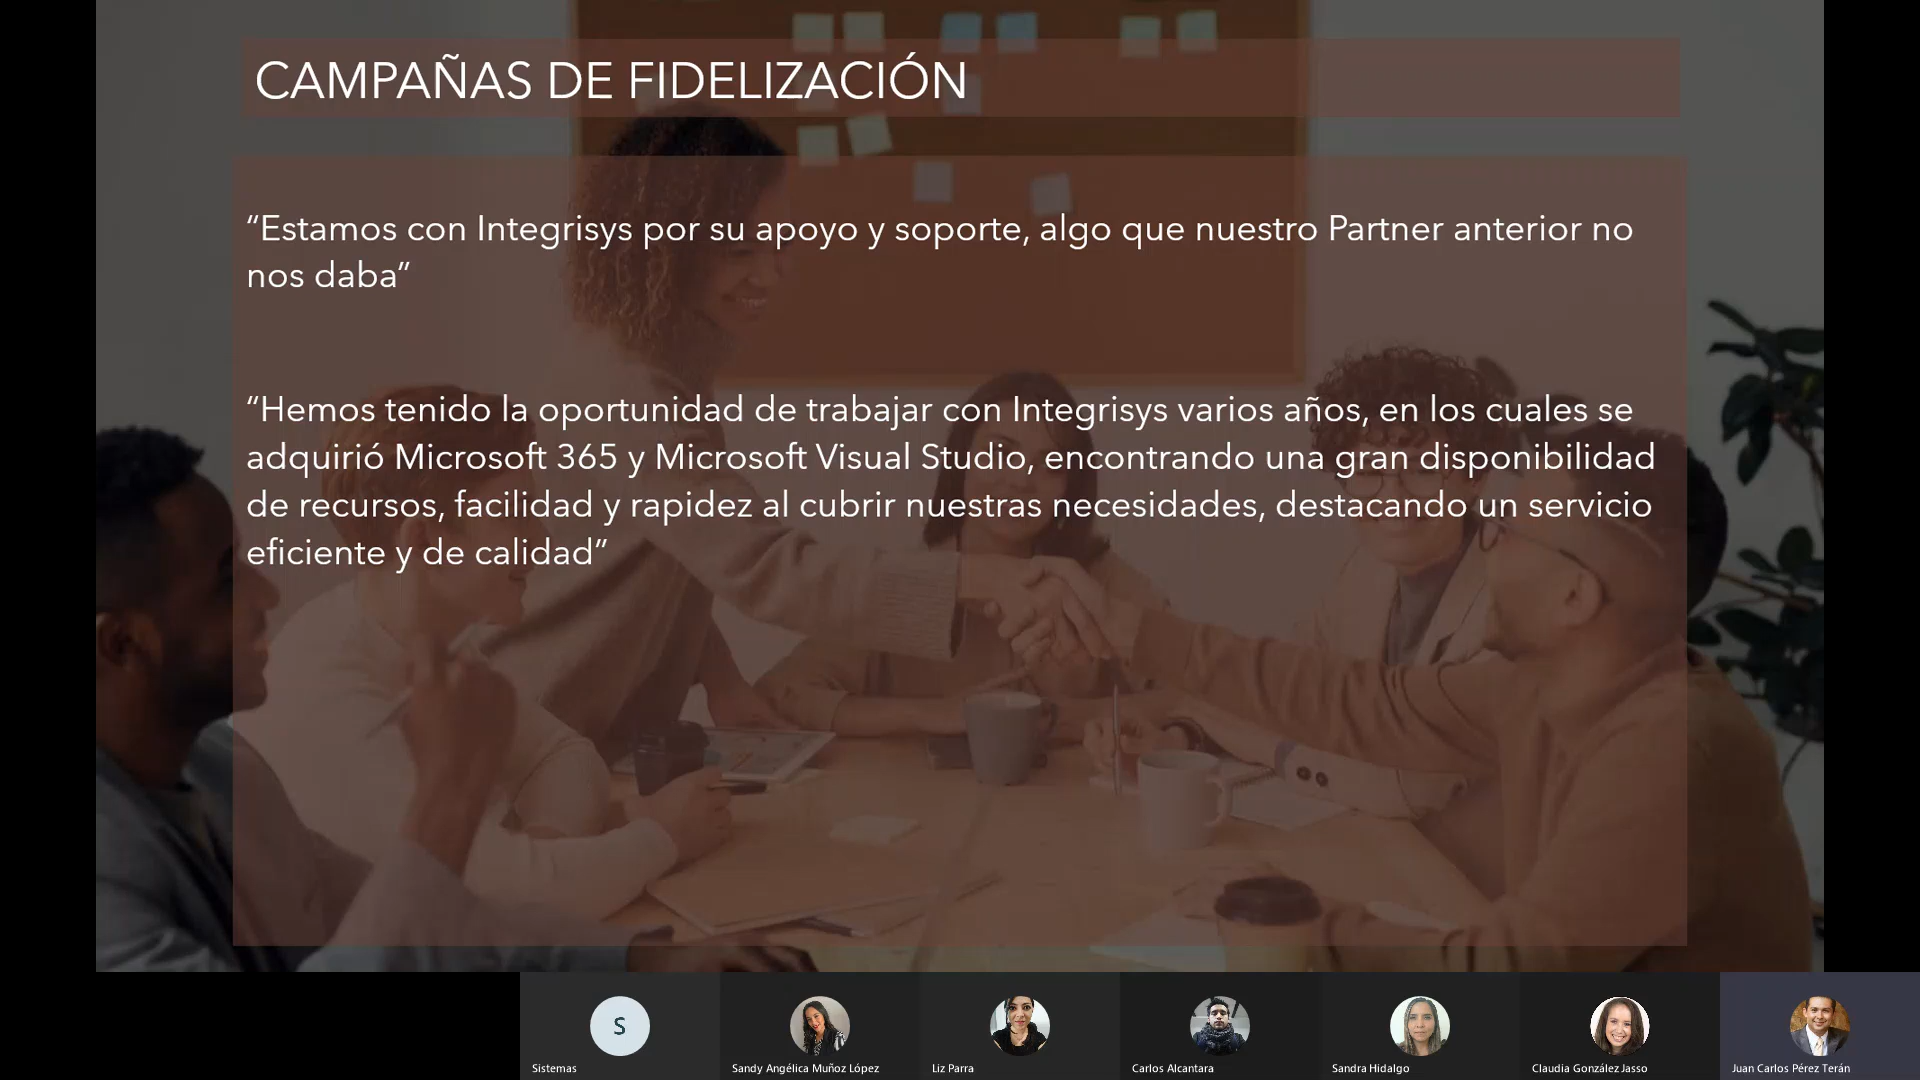 CAMPAÑAS DE FIDELIZACIÓN
“Estamos con Integrisys por su apoyo y soporte, algo que nuestro Partner anterior no
nos daba”
“Hemos tenido la oportunidad de trabajar con Integrisys varios años, en los cuales se
adquirió Microsoft 365 y Microsoft Visual Studio, encontrando una gran disponibilidad
de recursos, facilidad y rapidez al cubrir nuestras necesidades, destacando un servicio
eficiente y de calidad”
S
Sistemas
Sandy Angélica Muñoz López
Liz Parra
Carlos Alcantara
Sandra Hidalgo
Claudia González Jasso
Juan Carlos Pérez Terán